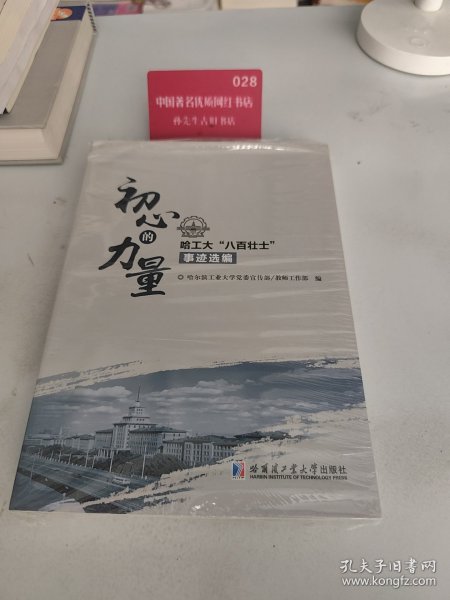 028
中国著名优质网红书店
孙先生古旧书店
初心
的
力量
哈工大“八百壮士”
事迹选编
哈尔滨工业大学党委宣传部/教师工作部 编
哈尔滨工业大学出版社
HARBIN INSTITUTE OF TECHNOLOGY PRESS
孔夫子旧书网
www.kongfz.com